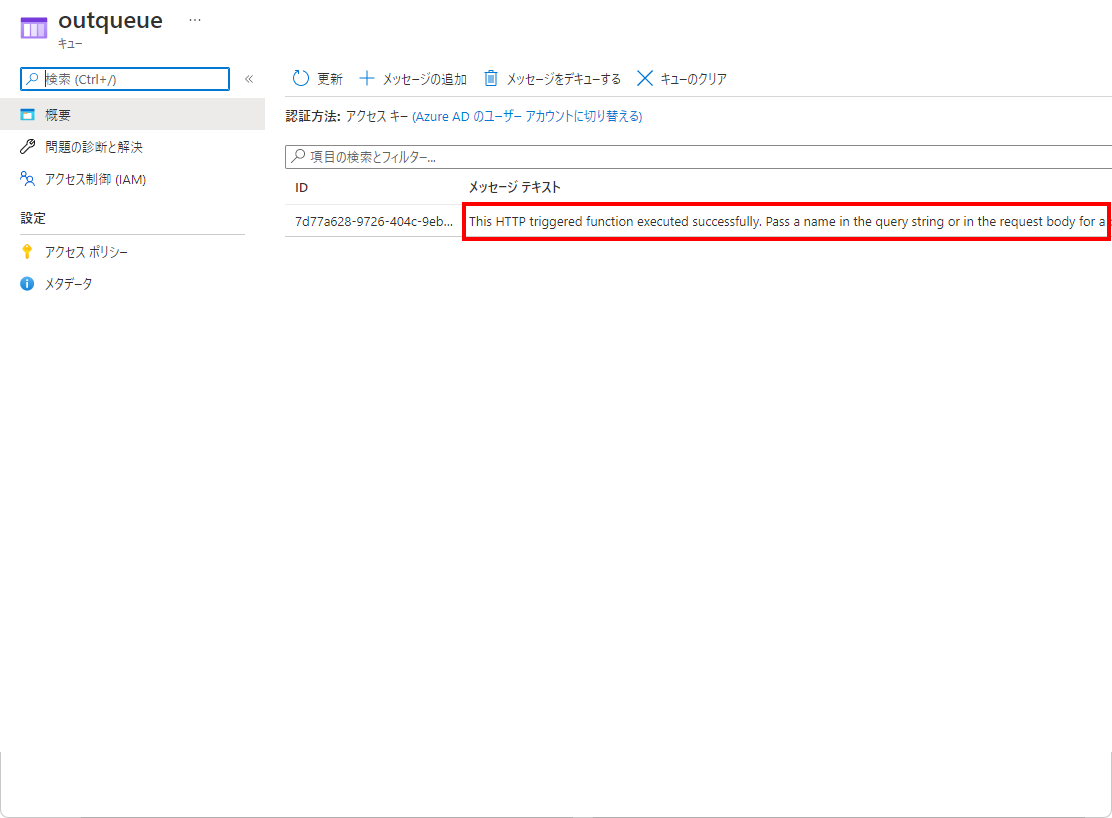 outqueue ...
キュー
検索 (Ctrl+/)
«
更新 メッセージの追加 メッセージをデキューする キューのクリア
概要
認証方法: アクセス キー (Azure AD のユーザー アカウントに切り替える)
問題の診断と解決
アクセス制御 (IAM)
項目の検索とフィルター...
ID メッセージ テキスト
7d77a628-9726-404c-9eb... This HTTP triggered function executed successfully. Pass a name in the query string or in the request body for a
設定
アクセス ポリシー
メタデータ